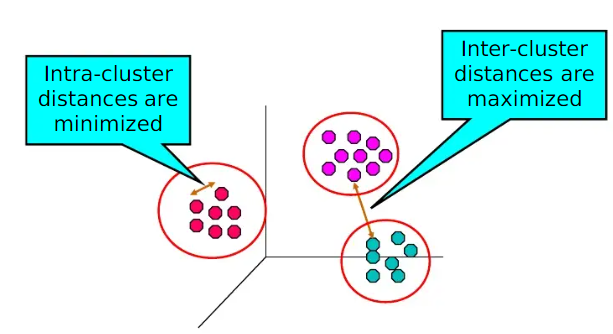 Intra-cluster
distances are
minimized
Inter-cluster
distances are
maximized